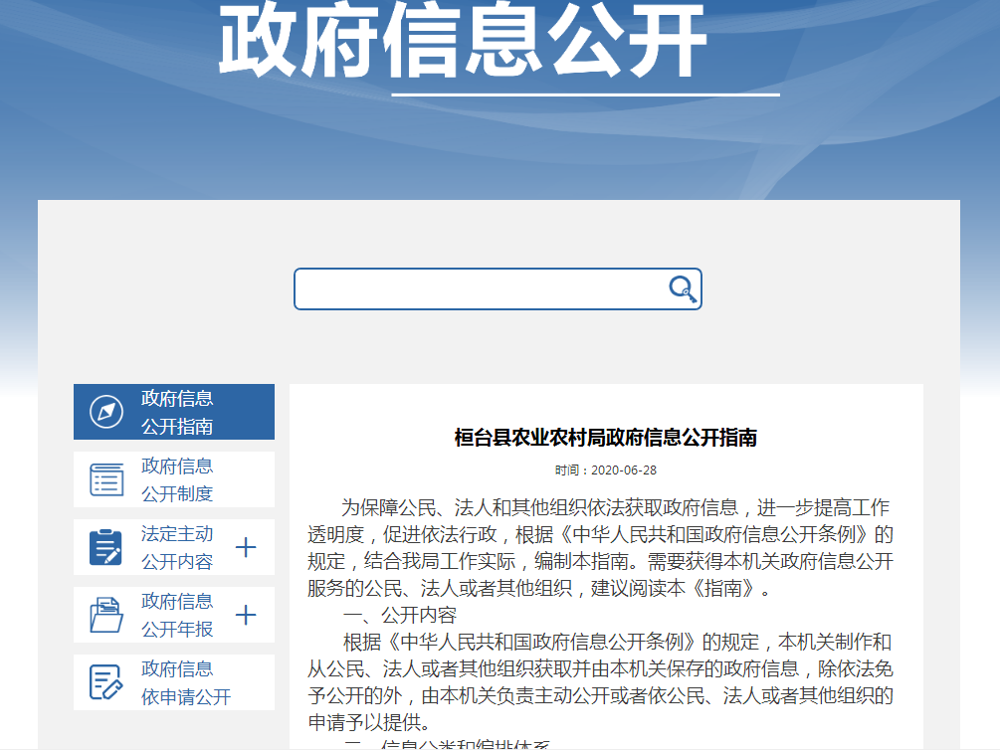 政府信息公开
政府信息
公开指南
政府信息
公开制度
法定主动
公开内容
政府信息
公开年报
政府信息
依申请公开
桓台县农业农村局政府信息公开指南
时间：2020-06-28
为保障公民、法人和其他组织依法获取政府信息，进一步提高工作
透明度，促进依法行政，根据《中华人民共和国政府信息公开条例》的
规定，结合我局工作实际，编制本指南。需要获得本机关政府信息公开
服务的公民、法人或者其他组织，建议阅读本《指南》。
一、公开内容
根据《中华人民共和国政府信息公开条例》的规定，本机关制作和
从公民、法人或者其他组织获取并由本机关保存的政府信息，除依法免
予公开的外，由本机关负责主动公开或者依公民、法人或者其他组织的
申请予以提供。
二、信息分类和编排体系